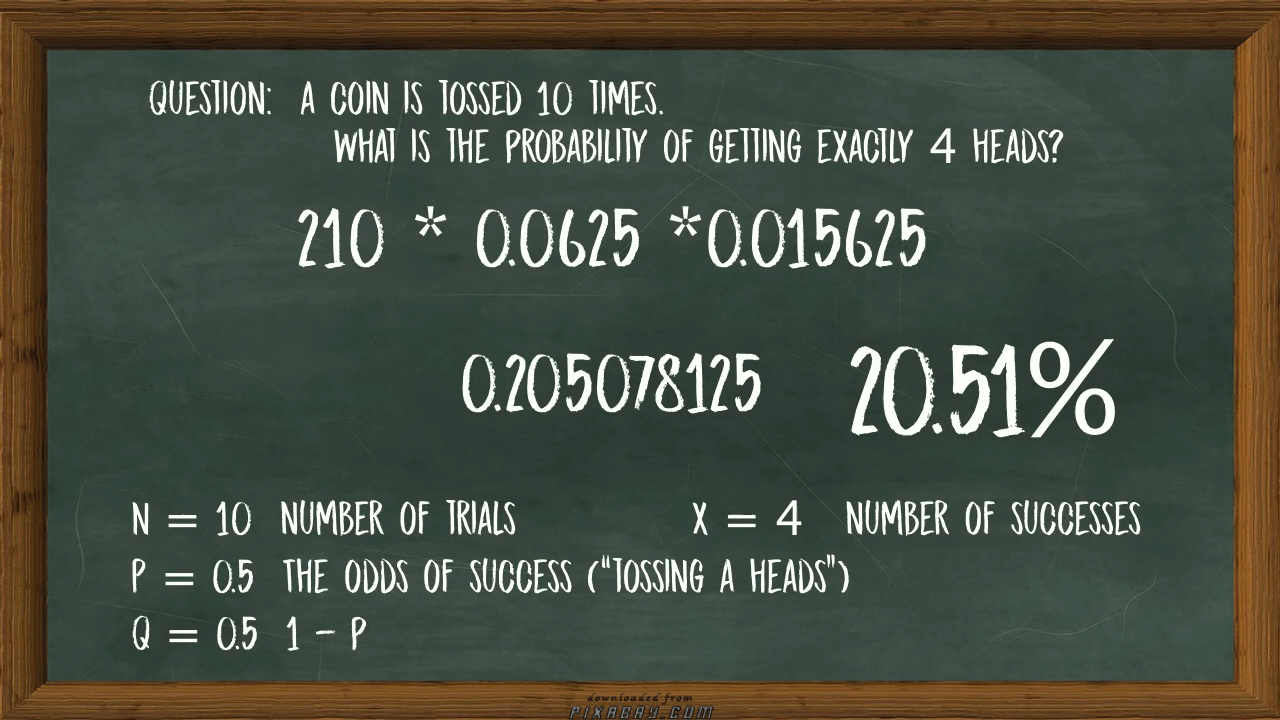 QUESTION: A COIN IS TOSSED 10 TIMES.
WHAT IS THE PROBABILITY OF GETTING EXACTLY 4 HEADS?
210 * 0.0625 *0.015625
0.205078125 20.51%
N = 10 NUMBER OF TRIALS X = 4 NUMBER OF SUCCESSES
P = 0.5 THE ODDS OF SUCCESS ("TOSSING A HEADS")
Q = 0.5 1 - P
downloaded from
PIXABAY.COM